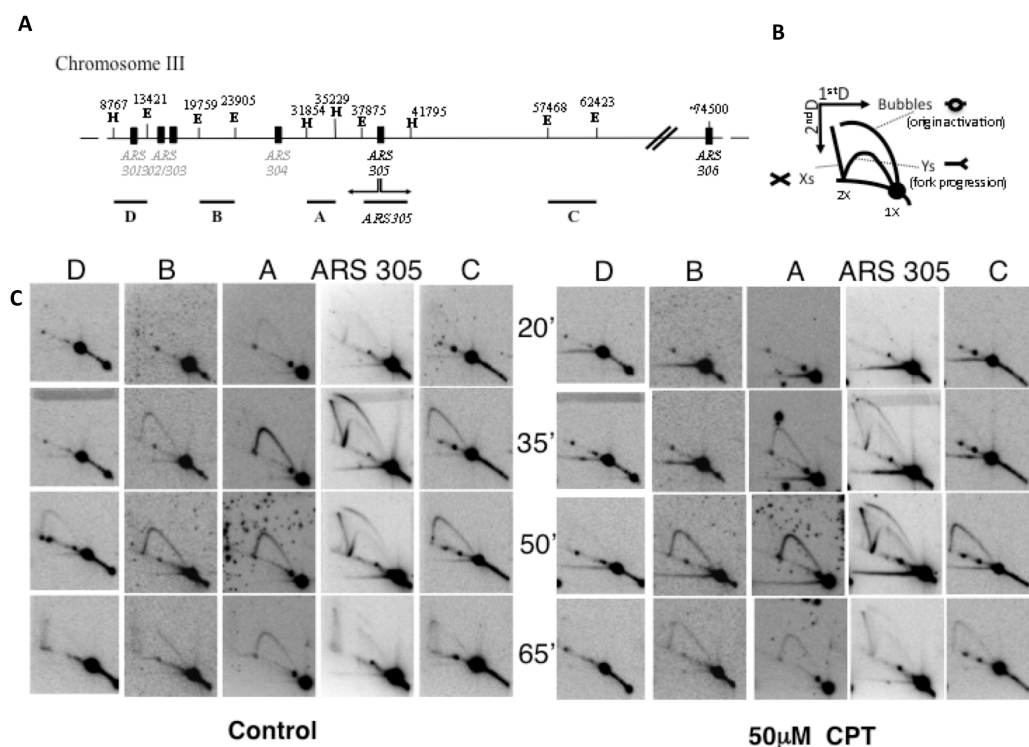 A
B
Chromosome III
8767 13421 19759 23905 31854 35229 37875 41795 57468 62423 ~74500
H E E E H H E H E E
ARS 301 ARS 302/303 ARS 304 ARS 305 ARS 306
D B A ARS305 C
1stD
2ndD
Bubbles
(origin activation)
Xs
Ys
(fork progression)
2X
1X
C
D B A ARS 305 C
D B A ARS 305 C
20'
35'
50'
65'
Control
50µM CPT